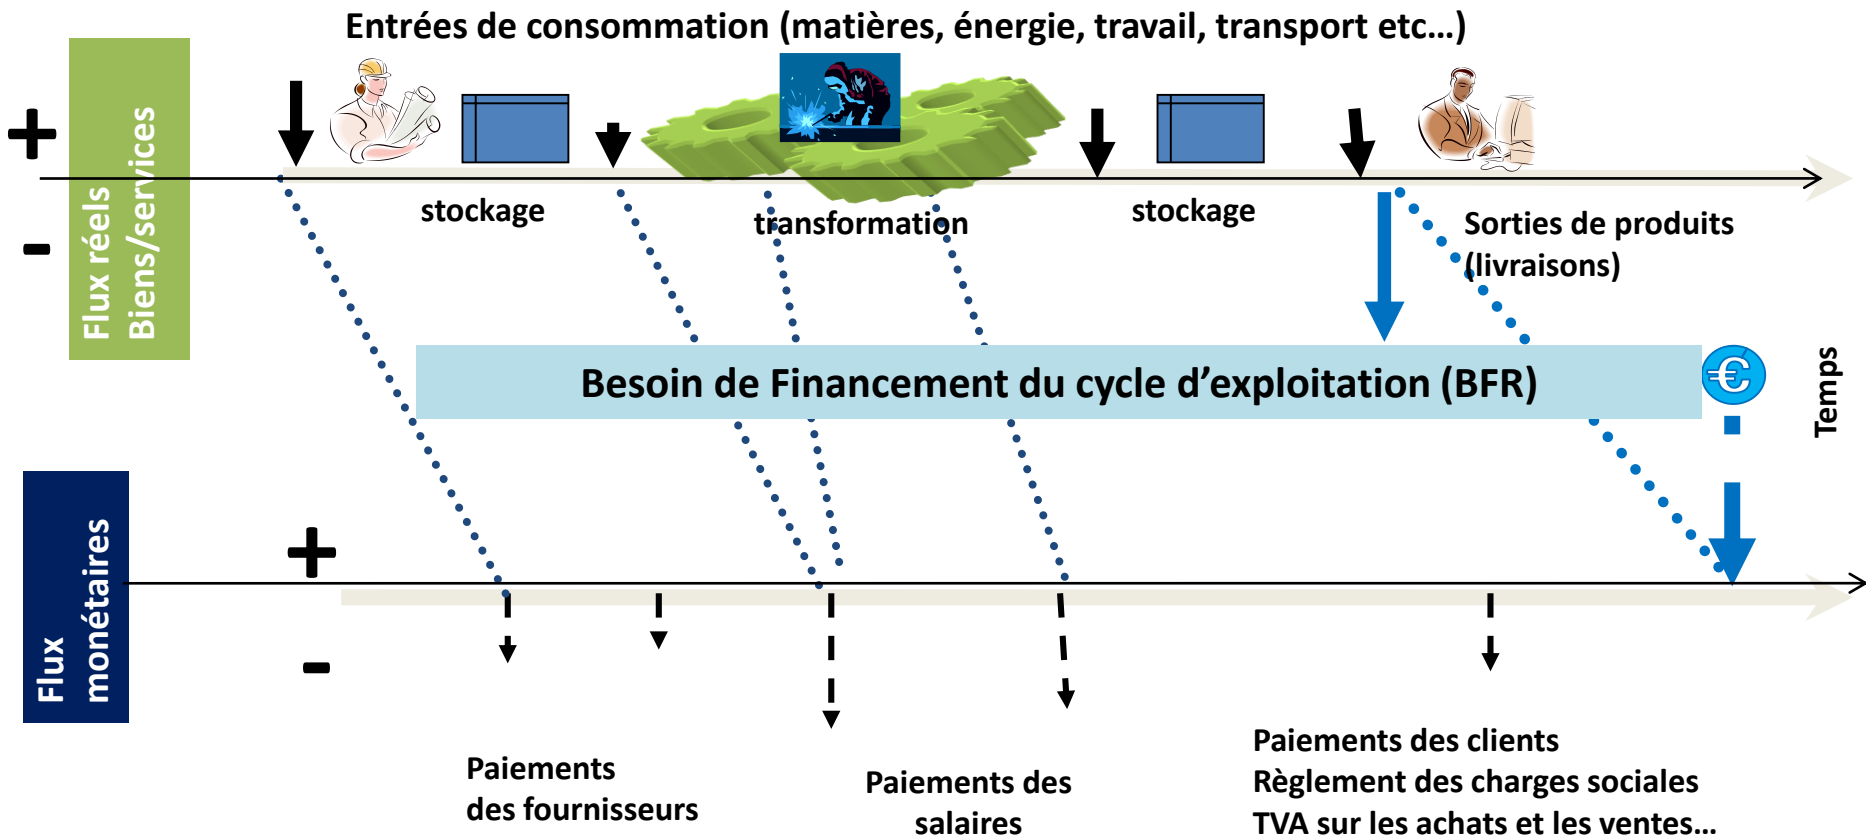 Entrées de consommation (matières, énergie, travail, transport etc…)
+
-
Flux réels
Biens/services
stockage
transformation
stockage
Sorties de produits
(livraisons)
Besoin de Financement du cycle d’exploitation (BFR)
€
Temps
Flux
monétaires
+
-
Paiements
des fournisseurs
Paiements des
salaires
Paiements des clients
Règlement des charges sociales
TVA sur les achats et les ventes…